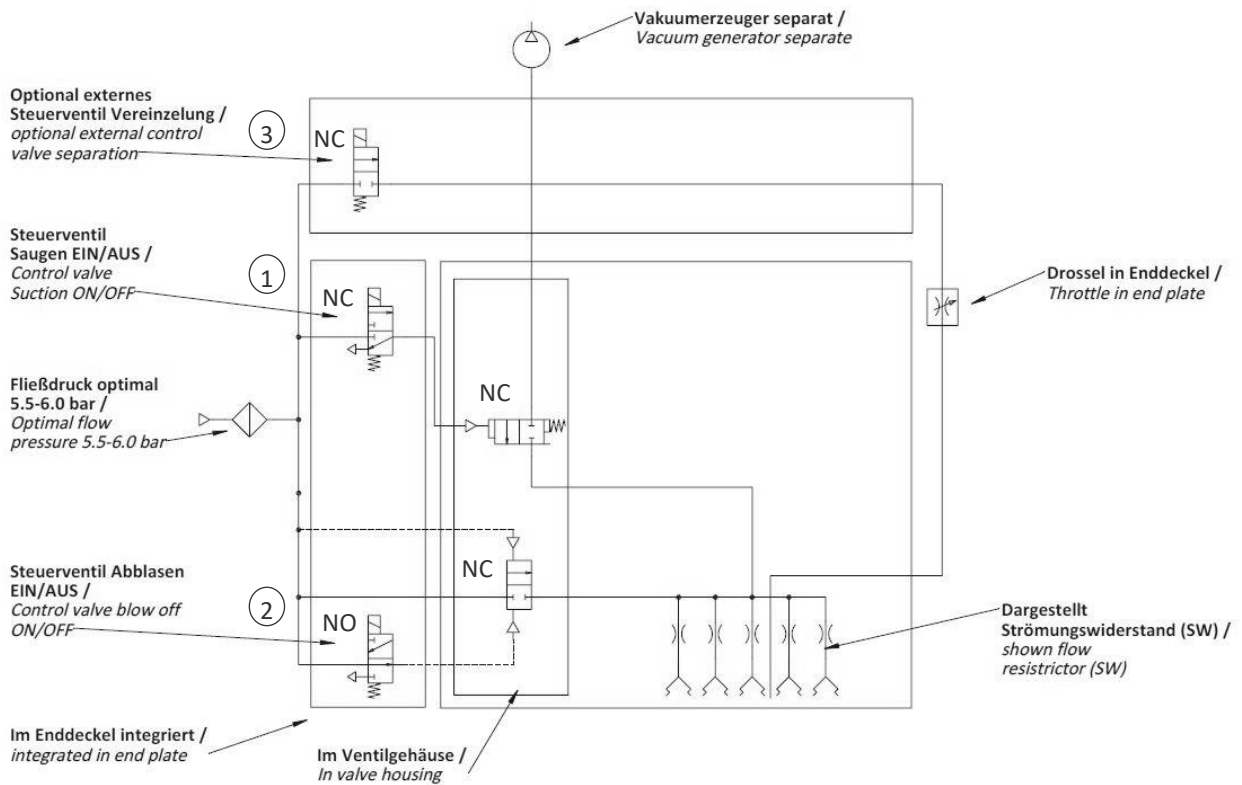 Vakuumerzeuger separat /
Vacuum generator separate
Optional externes
Steuerventil Vereinzelung /
optional external control
valve separation
3
NC
Steuerventil
Saugen EIN/AUS /
Control valve
Suction ON/OFF
1
NC
Drossel in Enddeckel /
Throttle in end plate
Fließdruck optimal
5.5-6.0 bar /
Optimal flow
pressure 5.5-6.0 bar
NC
Steuerventil Abblasen
EIN/AUS /
Control valve blow off
ON/OFF
2
NO
NC
Dargestellt
Strömungswiderstand (SW) /
shown flow
resistrictor (SW)
Im Enddeckel integriert /
integrated in end plate
Im Ventilgehäuse /
In valve housing